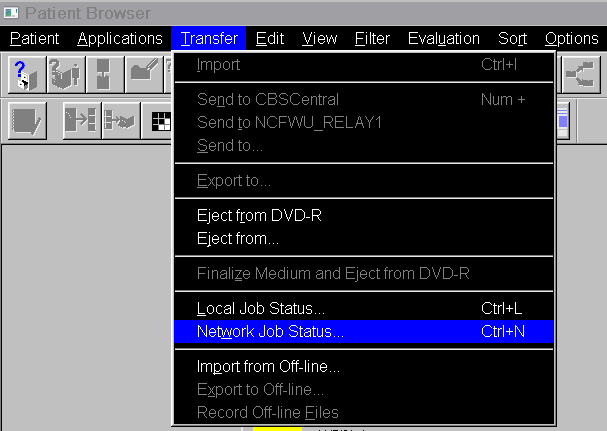 Patient Browser
Patient Applications Transfer Edit View Filter Evaluation Sort Options
Import Ctrl+I
Send to CBSCentral Num +
Send to NCFWU_RELAY1
Send to...
Export to...
Eject from DVD-R
Eject from...
Finalize Medium and Eject from DVD-R
Local Job Status... Ctrl+L
Network Job Status... Ctrl+N
Import from Off-line...
Export to Off-line...
Record Off-line Files